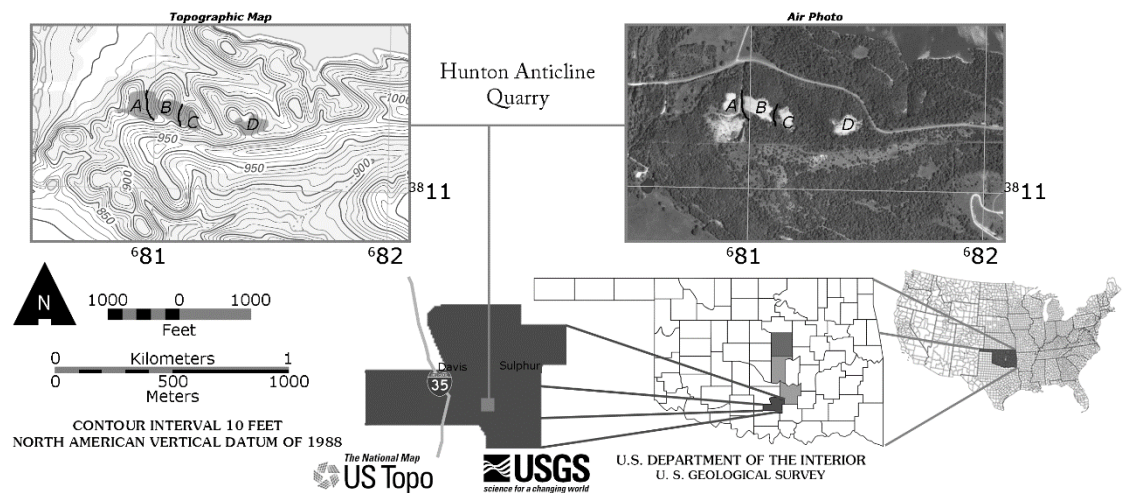 Topographic Map
Air Photo
Hunton Anticline
Quarry
A
B
C
D
1000
950
950
900
900
850
A
B
C
D
³⁸11
³⁸11
⁶81
⁶82
⁶81
⁶82
N
1000 0 1000
Feet
0 Kilometers 1
0 500 1000
Meters
CONTOUR INTERVAL 10 FEET
NORTH AMERICAN VERTICAL DATUM OF 1988
Davis
Sulphur
35
The National Map
US Topo
USGS
science for a changing world
U.S. DEPARTMENT OF THE INTERIOR
U. S. GEOLOGICAL SURVEY